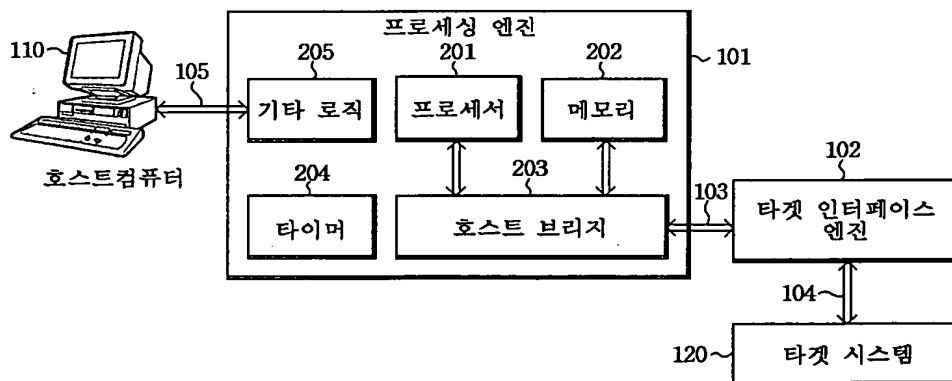 프로세싱 엔진
110
105
205
201
202
101
기타 로직
프로세서
메모리
호스트컴퓨터
204
203
103
102
타이머
호스트 브리지
타겟 인터페이스
엔진
104
120
타겟 시스템